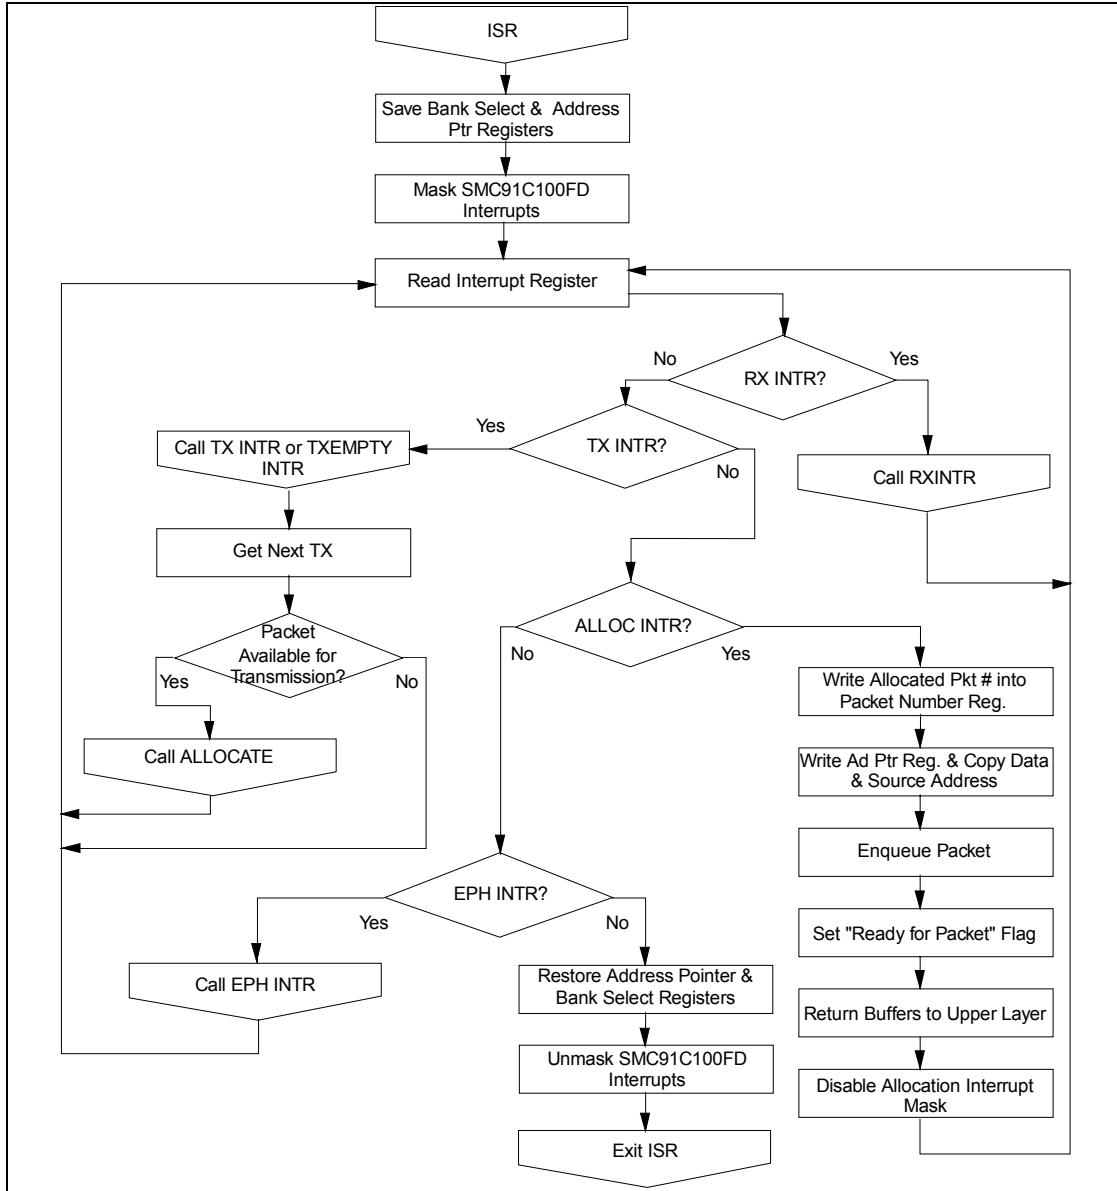 ISR
Save Bank Select & Address
Ptr Registers
Mask SMC91C100FD
Interrupts
Read Interrupt Register
No
Yes
RX INTR?
Yes
Call TX INTR or TXEMPTY
INTR
TX INTR?
No
Call RXINTR
Get Next TX
Packet
Available for
Transmission?
Yes
No
ALLOC INTR?
No
Yes
Write Allocated Pkt # into
Packet Number Reg.
Call ALLOCATE
Write Ad Ptr Reg. & Copy Data
& Source Address
Enqueue Packet
EPH INTR?
Yes
No
Set "Ready for Packet" Flag
Call EPH INTR
Restore Address Pointer &
Bank Select Registers
Return Buffers to Upper Layer
Unmask SMC91C100FD
Interrupts
Disable Allocation Interrupt
Mask
Exit ISR